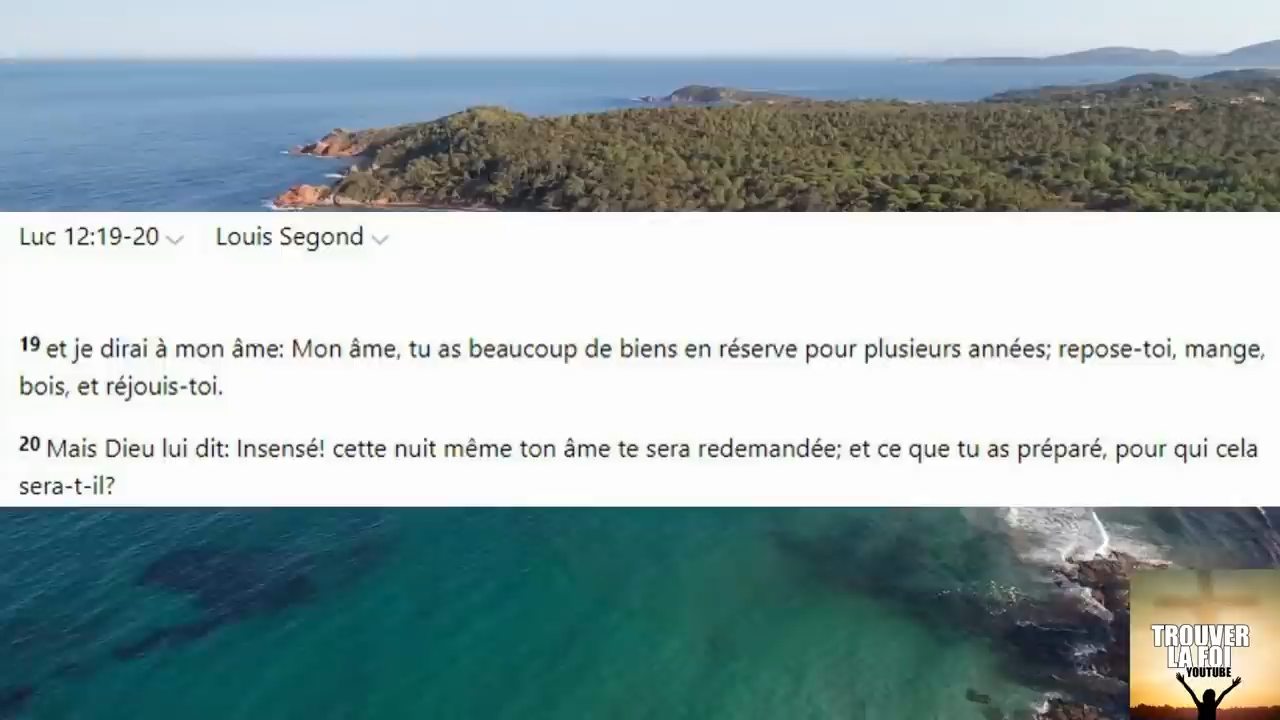 Luc 12:19-20 Louis Segond
19 et je dirai à mon âme: Mon âme, tu as beaucoup de biens en réserve pour plusieurs années; repose-toi, mange,
bois, et réjouis-toi.
20 Mais Dieu lui dit: Insensé! cette nuit même ton âme te sera redemandée; et ce que tu as préparé, pour qui cela
sera-t-il?
TROUVER
LA FOI
YOUTUBE